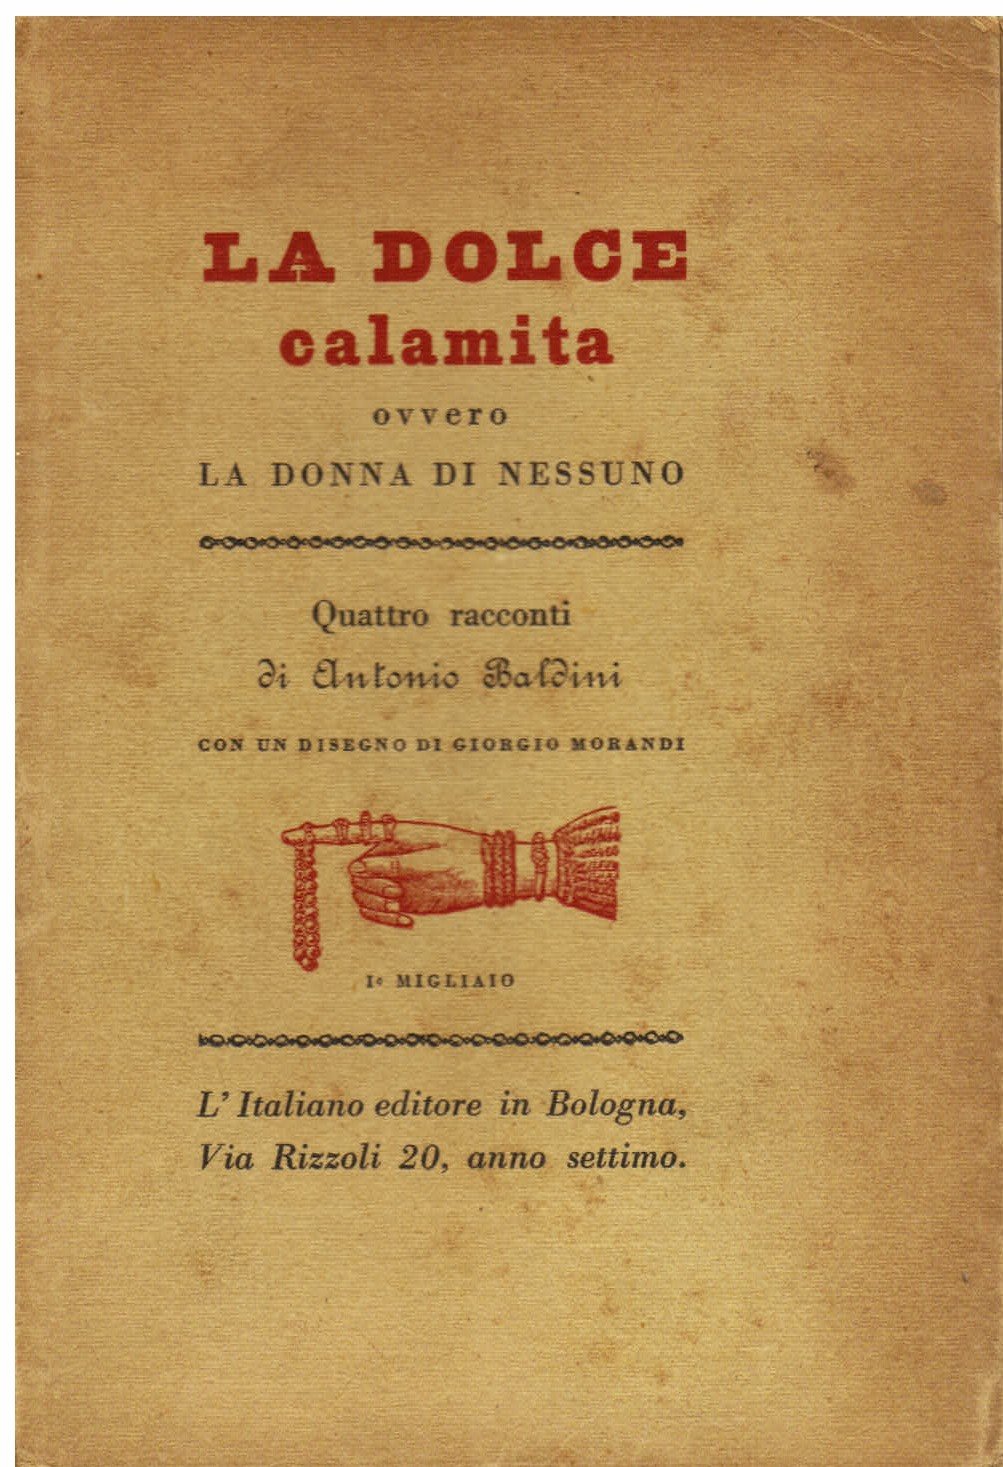 LA DOLCE
calamita
ovvero
LA DONNA DI NESSUNO
Quattro racconti
di Antonio Baldini
CON UN DISEGNO DI GIORGIO MORANDI
Iº MIGLIAIO
L' Italiano editore in Bologna,
Via Rizzoli 20, anno settimo.